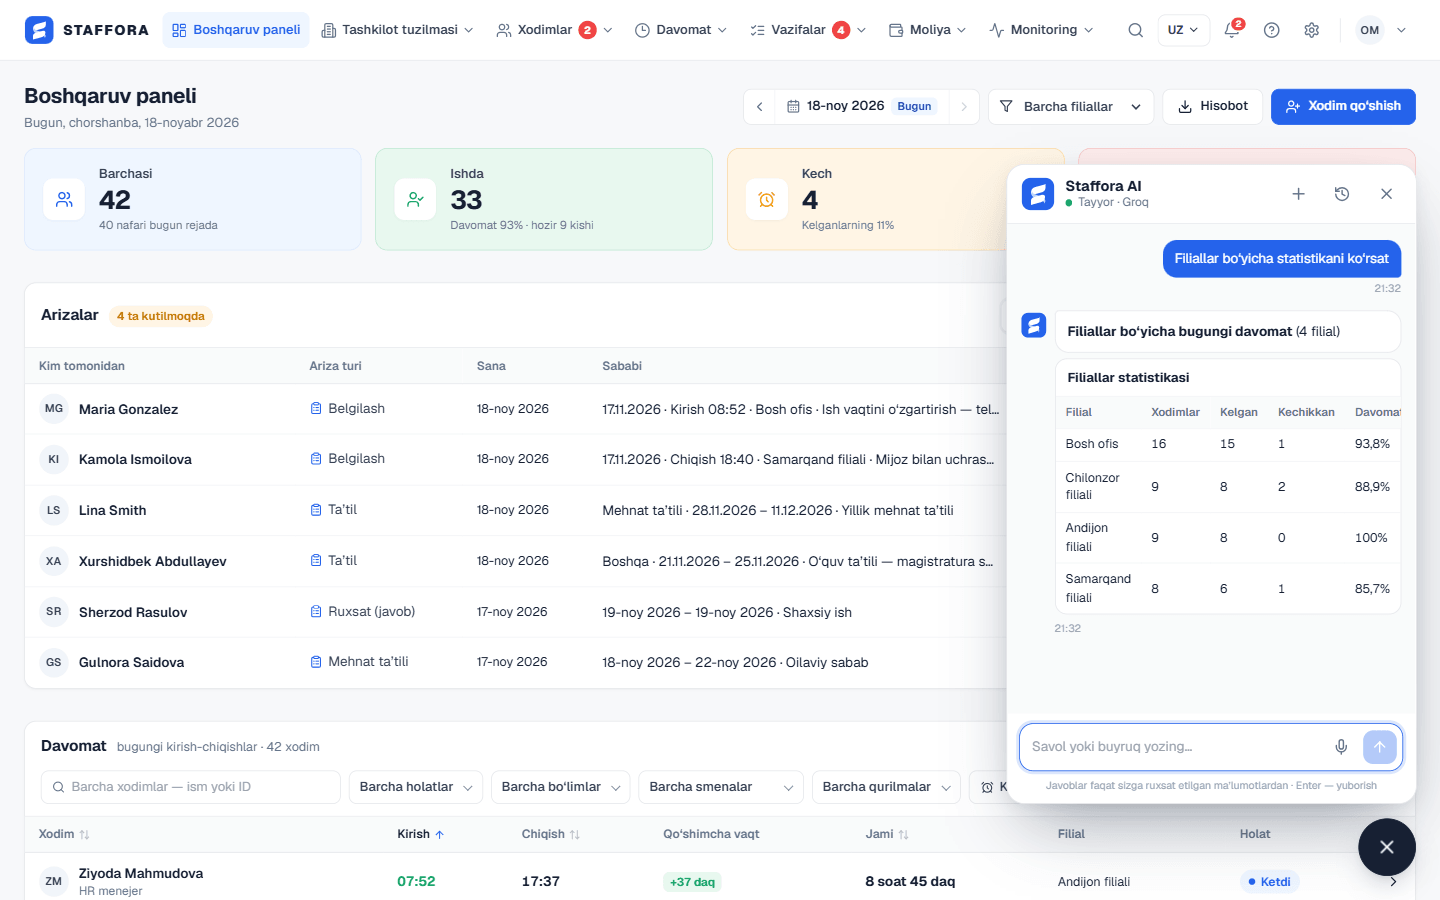 STAFFORA
Boshqaruv paneli
Tashkilot tuzilmasi
Xodimlar 2
Davomat
Vazifalar 4
Moliya
Monitoring
UZ
2
OM
Boshqaruv paneli
Bugun, chorshanba, 18-noyabr 2026
18-noy 2026 Bugun
Barcha filiallar
Hisobot
Xodim qo‘shish
Barchasi
42
40 nafari bugun rejada
Ishda
33
Davomat 93% · hozir 9 kishi
Kech
4
Kelganlarning 11%
Arizalar 4 ta kutilmoqda
Kim tomonidan Ariza turi Sana Sababi
MG Maria Gonzalez Belgilash 18-noy 2026 17.11.2026 · Kirish 08:52 · Bosh ofis · Ish vaqtini o‘zgartirish — tel...
KI Kamola Ismoilova Belgilash 18-noy 2026 17.11.2026 · Chiqish 18:40 · Samarqand filiali · Mijoz bilan uchras...
LS Lina Smith Ta’til 18-noy 2026 Mehnat ta’tili · 28.11.2026 – 11.12.2026 · Yillik mehnat ta’tili
XA Xurshidbek Abdullayev Ta’til 18-noy 2026 Boshqa · 21.11.2026 – 25.11.2026 · O‘quv ta’tili — magistratura s...
SR Sherzod Rasulov Ruxsat (javob) 17-noy 2026 19-noy 2026 – 19-noy 2026 · Shaxsiy ish
GS Gulnora Saidova Mehnat ta’tili 17-noy 2026 18-noy 2026 – 22-noy 2026 · Oilaviy sabab
Davomat bugungi kirish-chiqishlar · 42 xodim
Barcha xodimlar — ism yoki ID
Barcha holatlar
Barcha bo‘limlar
Barcha smenalar
Barcha qurilmalar
K
Xodim Kirish Chiqish Qo‘shimcha vaqt Jami Filial Holat
ZM Ziyoda Mahmudova 07:52 17:37 +37 daq 8 soat 45 daq Andijon filiali Ketdi
HR menejer
Staffora AI
Tayyor · Groq
Filiallar bo‘yicha statistikani ko‘rsat
21:32
Filiallar bo‘yicha bugungi davomat (4 filial)
Filiallar statistikasi
Filial Xodimlar Kelgan Kechikkan Davomat
Bosh ofis 16 15 1 93,8%
Chilonzor filiali 9 8 2 88,9%
Andijon filiali 9 8 0 100%
Samarqand filiali 8 6 1 85,7%
21:32
Savol yoki buyruq yozing...
Javoblar faqat sizga ruxsat etilgan ma’lumotlardan · Enter — yuborish